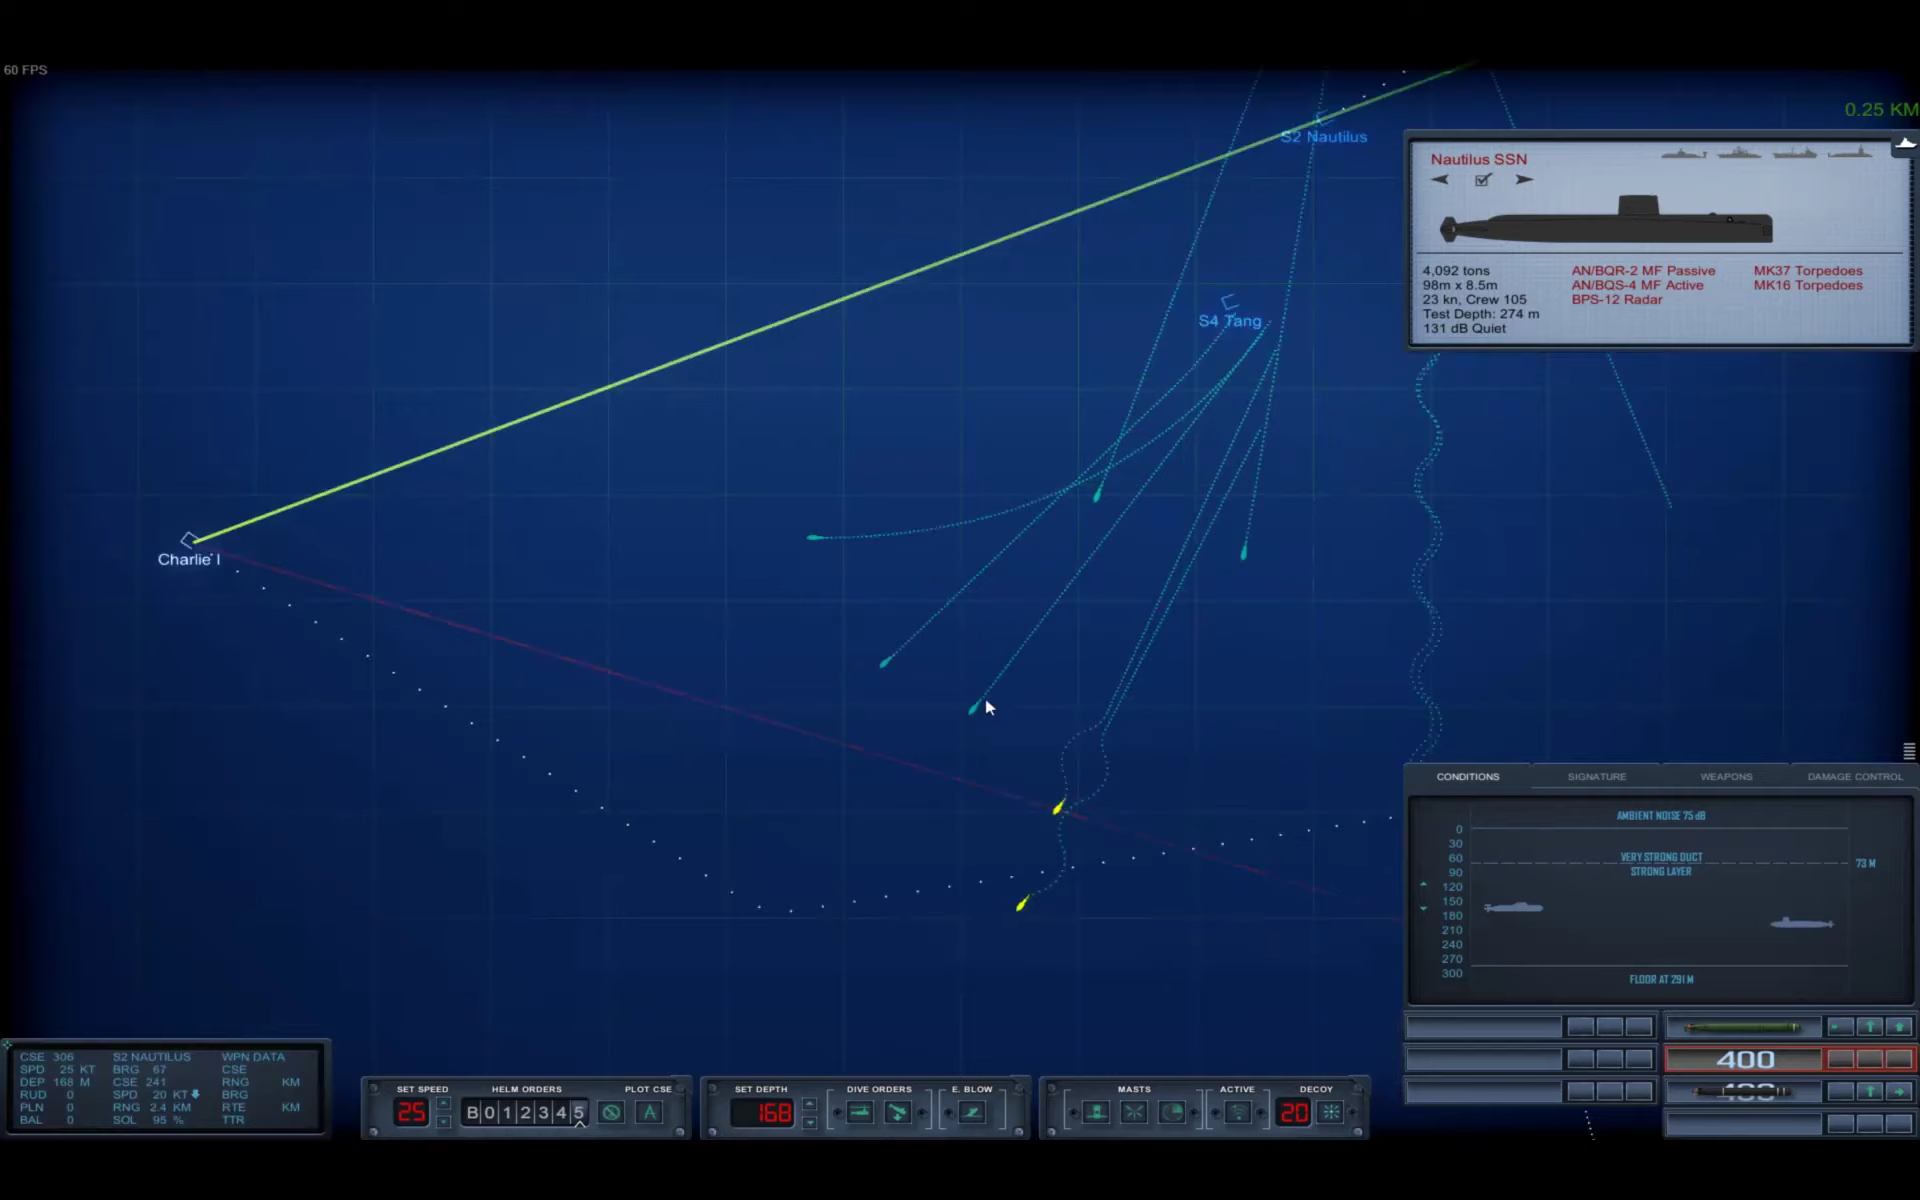 60 FPS
0.25 KM
S2 Nautilus
Nautilus SSN
4,092 tons
98m x 8.5m
23 kn, Crew 105
Test Depth: 274 m
131 dB Quiet
AN/BQR-2 MF Passive
AN/BQS-4 MF Active
BPS-12 Radar
MK37 Torpedoes
MK16 Torpedoes
S4 Tang
Charlie I
CONDITIONS
SIGNATURE
WEAPONS
DAMAGE CONTROL
AMBIENT NOISE 75 dB
0
30
60
90
120
150
180
210
240
270
300
VERY STRONG DUCT
STRONG LAYER
73 M
FLOOR AT 291 M
400
CSE 306
SPD 25 KT
DEP 168 M
RUD 0
PLN 0
BAL 0
S2 NAUTILUS
BRG 67
CSE 241
SPD 20 KT
RNG 2.4 KM
SOL 95 %
WPN DATA
CSE
RNG KM
BRG
RTE KM
TTR
SET SPEED
25
HELM ORDERS
B 0 1 2 3 4 5
PLOT CSE
SET DEPTH
168
DIVE ORDERS
E. BLOW
MASTS
ACTIVE
DECOY
20